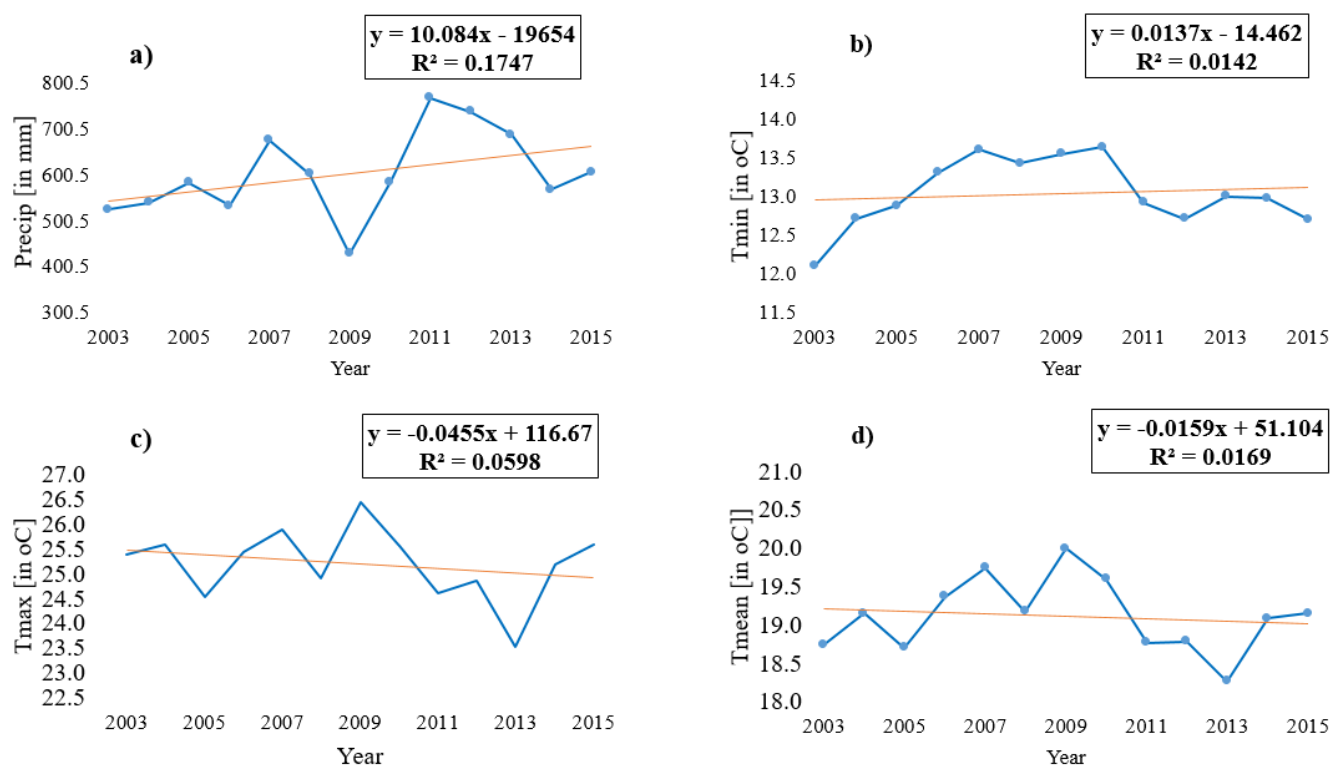 a)
y = 10.084x - 19654
R² = 0.1747
Precip [in mm]
800.5
700.5
600.5
500.5
400.5
300.5
2003 2005 2007 2009 2011 2013 2015
Year
b)
y = 0.0137x - 14.462
R² = 0.0142
Tmin [in oC]
14.5
14.0
13.5
13.0
12.5
12.0
11.5
2003 2005 2007 2009 2011 2013 2015
Year
c)
y = -0.0455x + 116.67
R² = 0.0598
Tmax [in oC]
27.0
26.5
26.0
25.5
25.0
24.5
23.5
23.0
22.5
2003 2005 2007 2009 2011 2013 2015
Year
d)
y = -0.0159x + 51.104
R² = 0.0169
Tmean [in oC]]
21.0
20.5
20.0
19.5
19.0
18.5
18.0
2003 2005 2007 2009 2011 2013 2015
Year